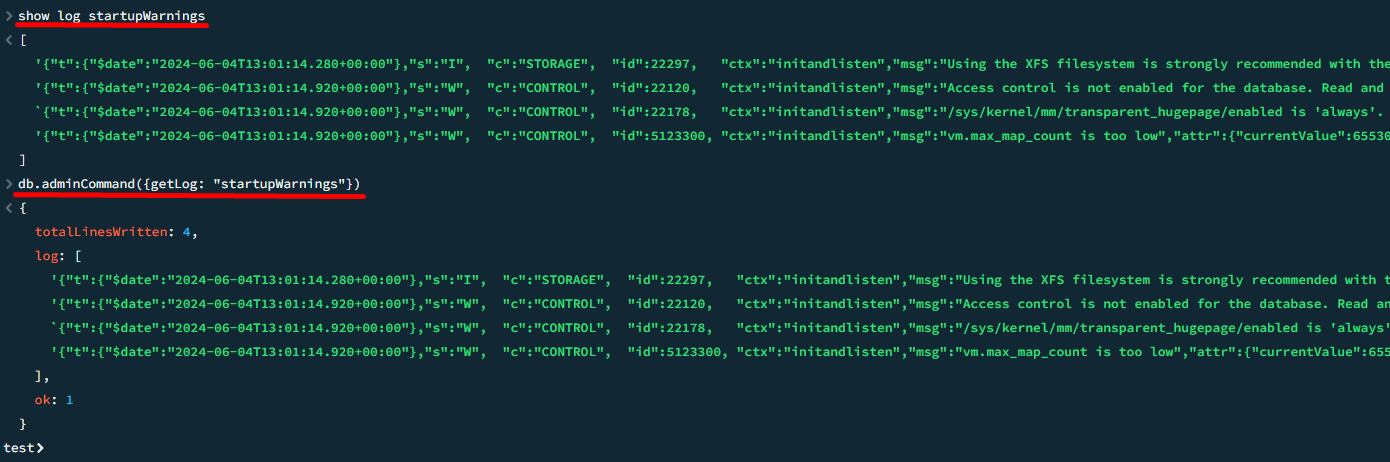 > show log startupWarnings
< [
'{"t":{"$date":"2024-06-04T13:01:14.280+00:00"},"s":"I",  "c":"STORAGE",  "id":22297,   "ctx":"initandlisten","msg":"Using the XFS filesystem is strongly recommended with the
'{"t":{"$date":"2024-06-04T13:01:14.920+00:00"},"s":"W",  "c":"CONTROL",  "id":22120,   "ctx":"initandlisten","msg":"Access control is not enabled for the database. Read and
`{"t":{"$date":"2024-06-04T13:01:14.920+00:00"},"s":"W",  "c":"CONTROL",  "id":22178,   "ctx":"initandlisten","msg":"/sys/kernel/mm/transparent_hugepage/enabled is 'always'.
'{"t":{"$date":"2024-06-04T13:01:14.920+00:00"},"s":"W",  "c":"CONTROL",  "id":5123300, "ctx":"initandlisten","msg":"vm.max_map_count is too low","attr":{"currentValue":65530
]
> db.adminCommand({getLog: "startupWarnings"})
< {
totalLinesWritten: 4,
log: [
'{"t":{"$date":"2024-06-04T13:01:14.280+00:00"},"s":"I",  "c":"STORAGE",  "id":22297,   "ctx":"initandlisten","msg":"Using the XFS filesystem is strongly recommended with t
'{"t":{"$date":"2024-06-04T13:01:14.920+00:00"},"s":"W",  "c":"CONTROL",  "id":22120,   "ctx":"initandlisten","msg":"Access control is not enabled for the database. Read an
`{"t":{"$date":"2024-06-04T13:01:14.920+00:00"},"s":"W",  "c":"CONTROL",  "id":22178,   "ctx":"initandlisten","msg":"/sys/kernel/mm/transparent_hugepage/enabled is 'always'
'{"t":{"$date":"2024-06-04T13:01:14.920+00:00"},"s":"W",  "c":"CONTROL",  "id":5123300, "ctx":"initandlisten","msg":"vm.max_map_count is too low","attr":{"currentValue":655
],
ok: 1
}
test>